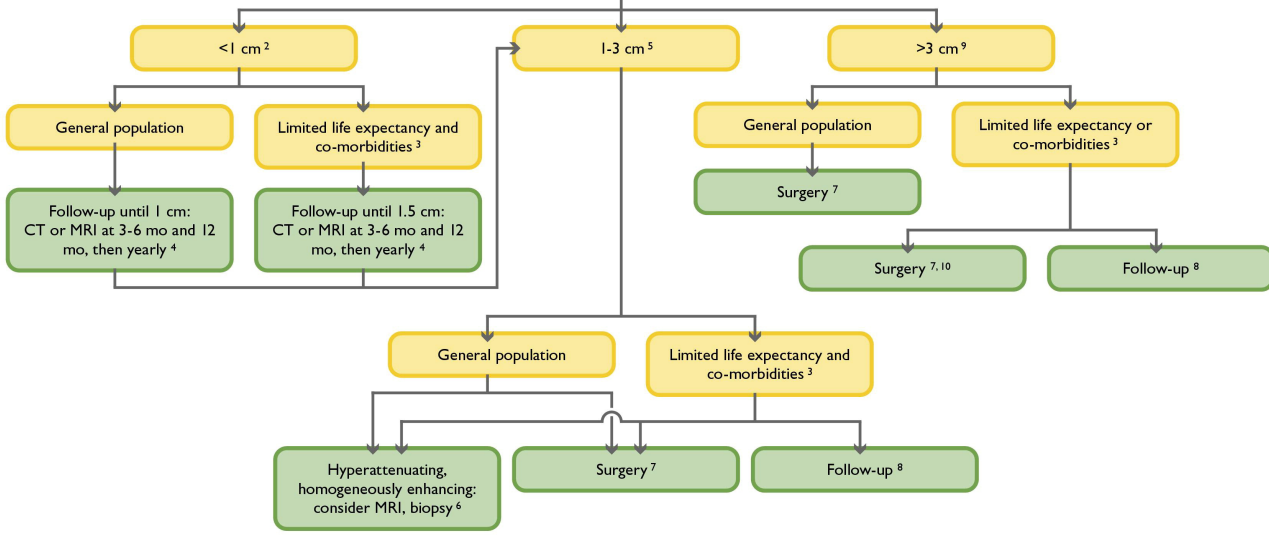 <1 cm 2
1-3 cm 5
>3 cm 9
General population
Limited life expectancy and
co-morbidities 3
General population
Limited life expectancy or
co-morbidities 3
Follow-up until 1 cm:
CT or MRI at 3-6 mo and 12
mo, then yearly 4
Follow-up until 1.5 cm:
CT or MRI at 3-6 mo and 12
mo, then yearly 4
Surgery 7
Surgery 7, 10
Follow-up 8
General population
Limited life expectancy and
co-morbidities 3
Hyperattenuating,
homogeneously enhancing:
consider MRI, biopsy 6
Surgery 7
Follow-up 8